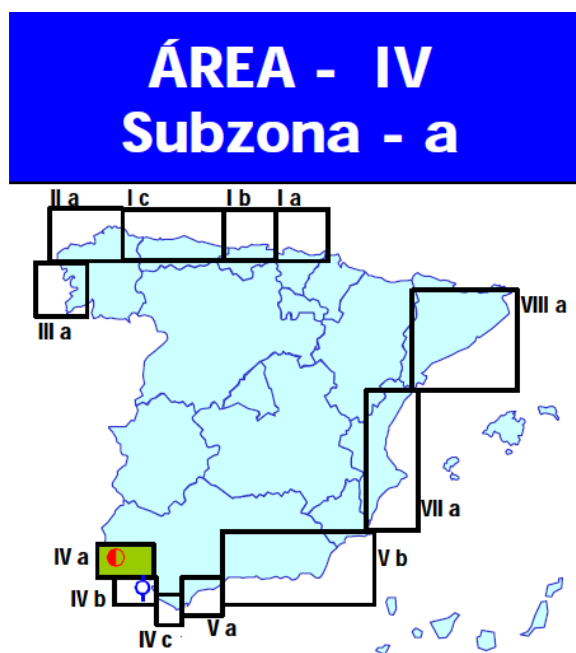 ÁREA - IV
Subzona - a
II a
I c
I b
I a
III a
VIII a
VII a
IV a
V b
IV b
V a
IV c